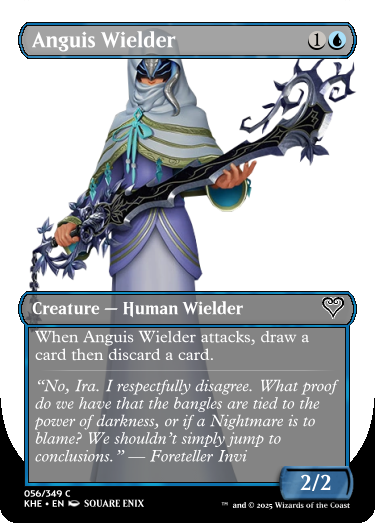 Anguis Wielder 1
Creature — Human Wielder
When Anguis Wielder attacks, draw a
card then discard a card.
“No, Ira. I respectfully disagree. What proof
do we have that the bangles are tied to the
power of darkness, or if a Nightmare is to
blame? We shouldn’t simply jump to
conclusions.” — Foreteller Invi
2/2
056/349 C
KHE • EN SQUARE ENIX
™ and © 2025 Wizards of the Coast